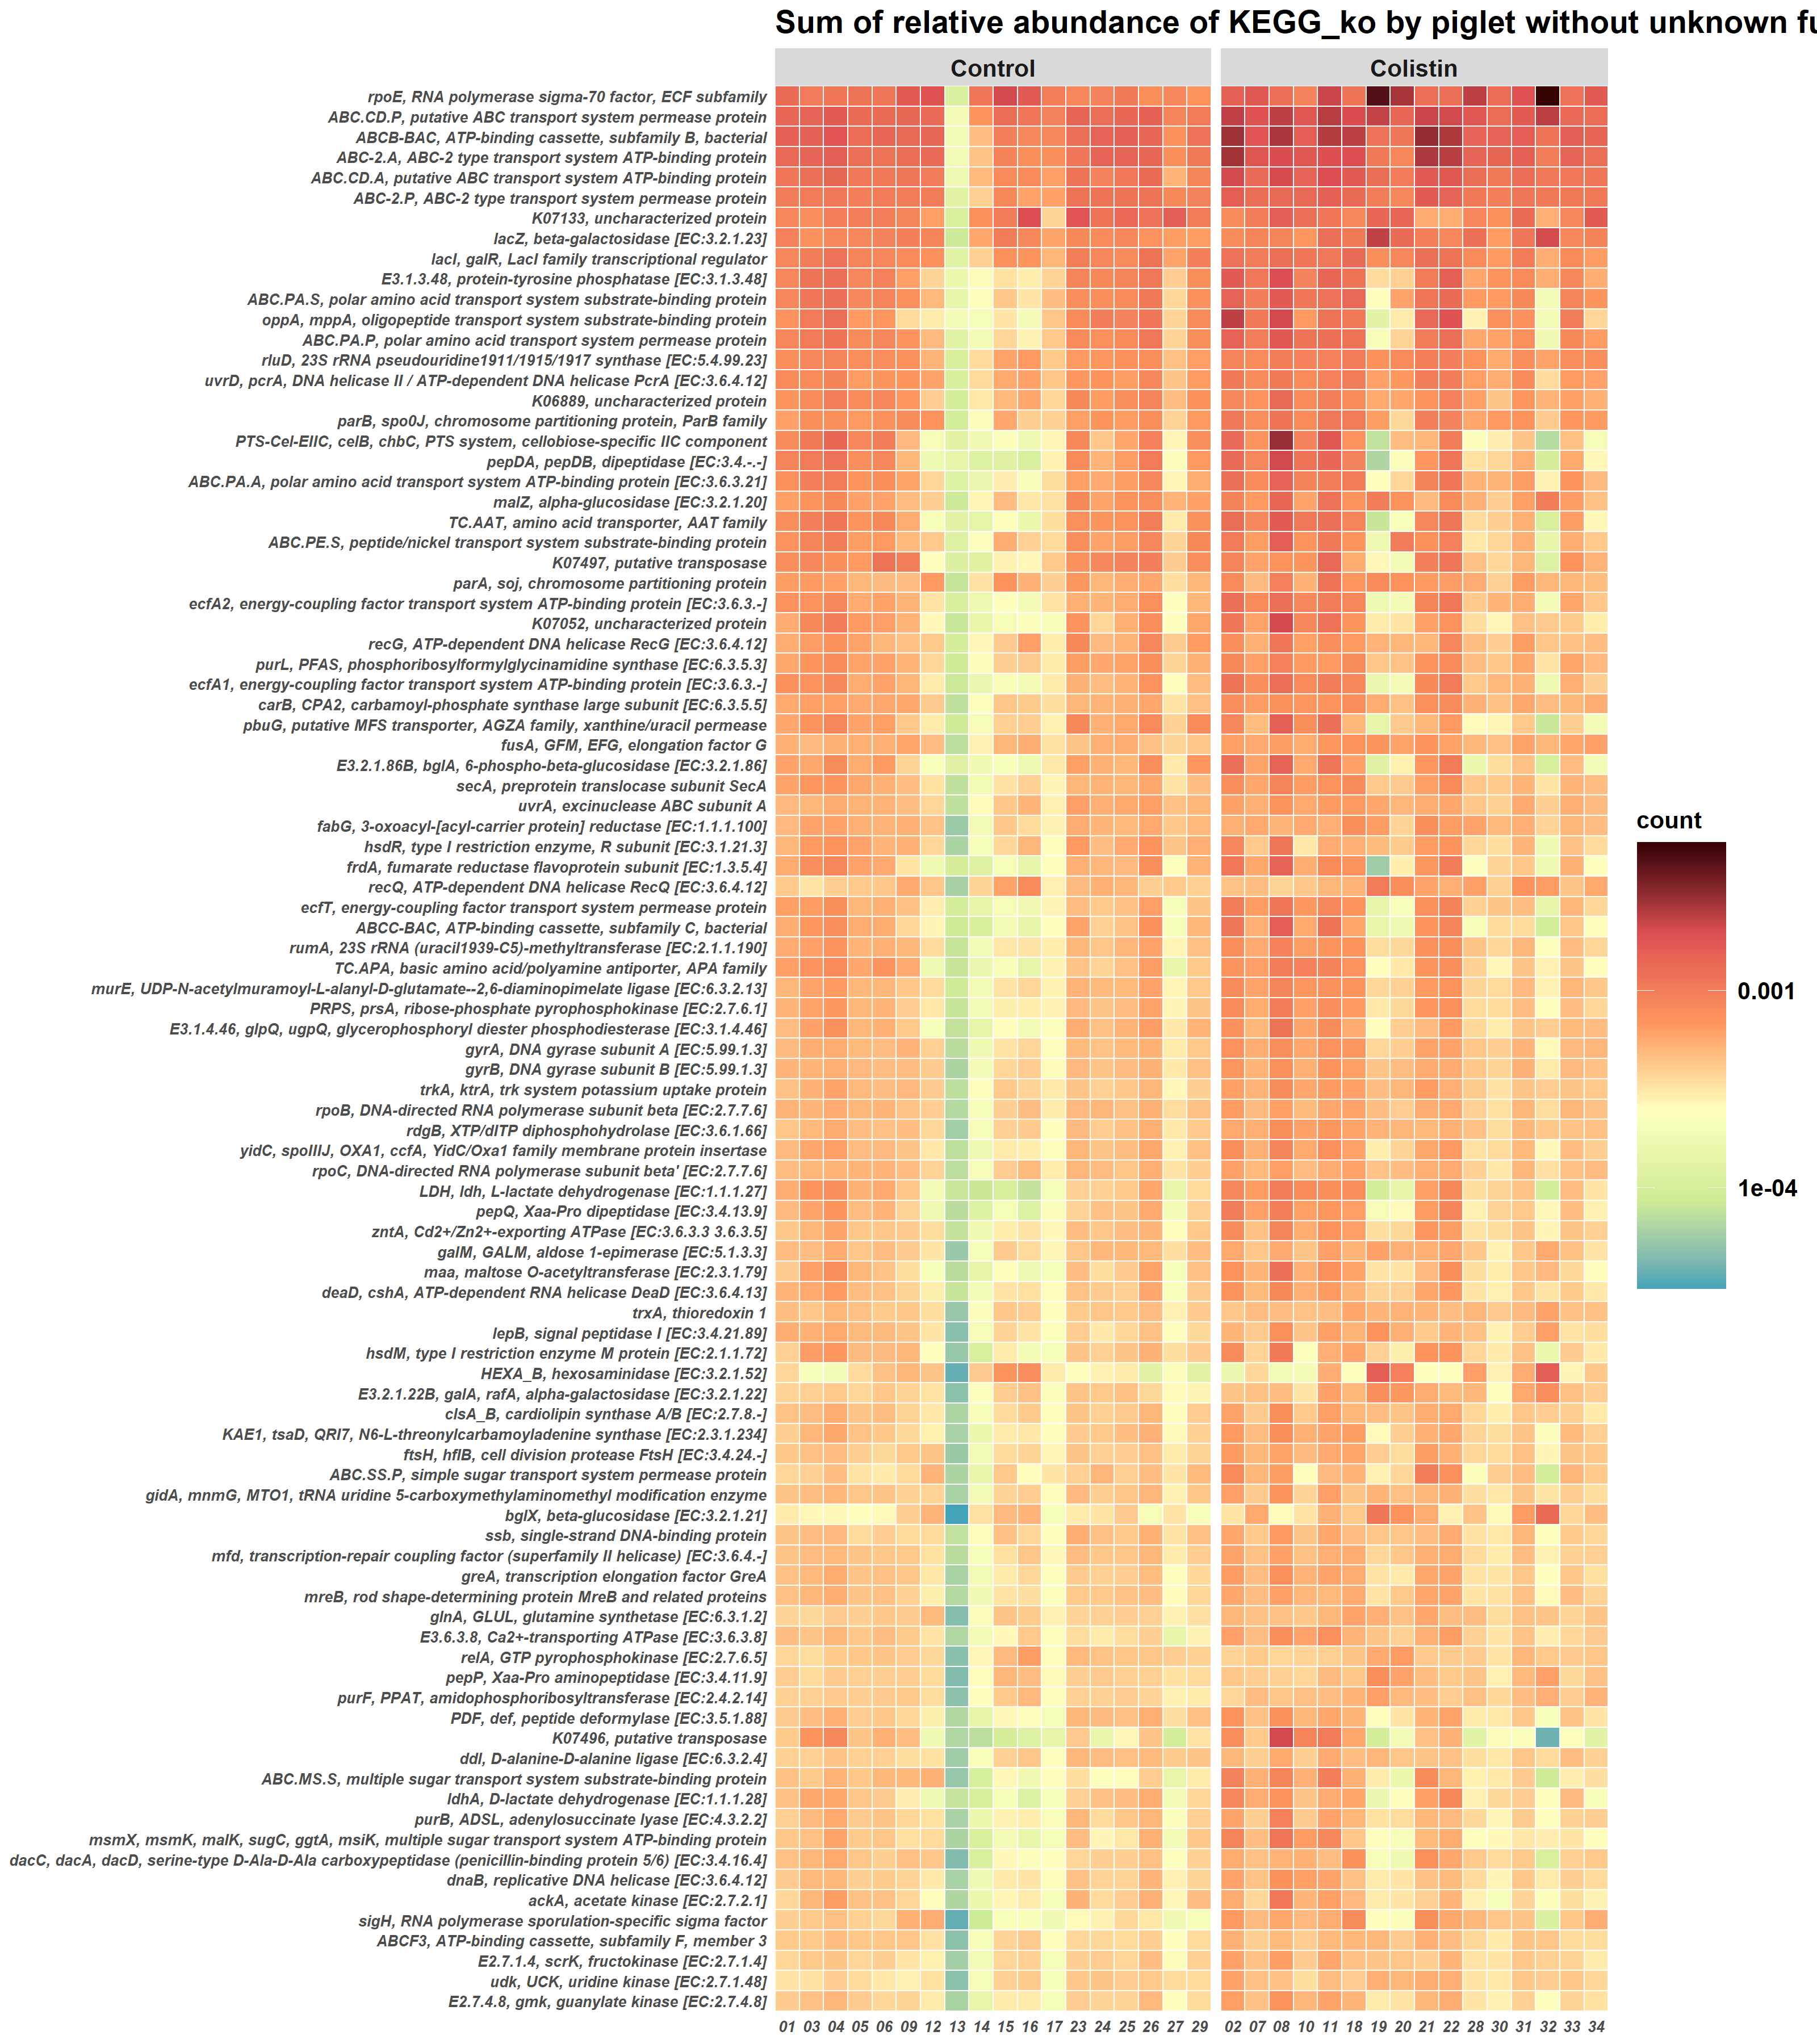 Sum of relative abundance of KEGG_ko by piglet without unknown fu
Control Colistin
rpoE, RNA polymerase sigma-70 factor, ECF subfamily
ABC.CD.P, putative ABC transport system permease protein
ABCB-BAC, ATP-binding cassette, subfamily B, bacterial
ABC-2.A, ABC-2 type transport system ATP-binding protein
ABC.CD.A, putative ABC transport system ATP-binding protein
ABC-2.P, ABC-2 type transport system permease protein
K07133, uncharacterized protein
lacZ, beta-galactosidase [EC:3.2.1.23]
lacI, galR, LacI family transcriptional regulator
E3.1.3.48, protein-tyrosine phosphatase [EC:3.1.3.48]
ABC.PA.S, polar amino acid transport system substrate-binding protein
oppA, mppA, oligopeptide transport system substrate-binding protein
ABC.PA.P, polar amino acid transport system permease protein
rluD, 23S rRNA pseudouridine1911/1915/1917 synthase [EC:5.4.99.23]
uvrD, pcrA, DNA helicase II / ATP-dependent DNA helicase PcrA [EC:3.6.4.12]
K06889, uncharacterized protein
parB, spo0J, chromosome partitioning protein, ParB family
PTS-Cel-EIIC, celB, chbC, PTS system, cellobiose-specific IIC component
pepDA, pepDB, dipeptidase [EC:3.4.-.-]
ABC.PA.A, polar amino acid transport system ATP-binding protein [EC:3.6.3.21]
malZ, alpha-glucosidase [EC:3.2.1.20]
TC.AAT, amino acid transporter, AAT family
ABC.PE.S, peptide/nickel transport system substrate-binding protein
K07497, putative transposase
parA, soj, chromosome partitioning protein
ecfA2, energy-coupling factor transport system ATP-binding protein [EC:3.6.3.-]
K07052, uncharacterized protein
recG, ATP-dependent DNA helicase RecG [EC:3.6.4.12]
purL, PFAS, phosphoribosylformylglycinamidine synthase [EC:6.3.5.3]
ecfA1, energy-coupling factor transport system ATP-binding protein [EC:3.6.3.-]
carB, CPA2, carbamoyl-phosphate synthase large subunit [EC:6.3.5.5]
pbuG, putative MFS transporter, AGZA family, xanthine/uracil permease
fusA, GFM, EFG, elongation factor G
E3.2.1.86B, bglA, 6-phospho-beta-glucosidase [EC:3.2.1.86]
secA, preprotein translocase subunit SecA
uvrA, excinuclease ABC subunit A
fabG, 3-oxoacyl-[acyl-carrier protein] reductase [EC:1.1.1.100]
hsdR, type I restriction enzyme, R subunit [EC:3.1.21.3]
frdA, fumarate reductase flavoprotein subunit [EC:1.3.5.4]
recQ, ATP-dependent DNA helicase RecQ [EC:3.6.4.12]
ecfT, energy-coupling factor transport system permease protein
ABCC-BAC, ATP-binding cassette, subfamily C, bacterial
rumA, 23S rRNA (uracil1939-C5)-methyltransferase [EC:2.1.1.190]
TC.APA, basic amino acid/polyamine antiporter, APA family
murE, UDP-N-acetylmuramoyl-L-alanyl-D-glutamate--2,6-diaminopimelate ligase [EC:6.3.2.13]
PRPS, prsA, ribose-phosphate pyrophosphokinase [EC:2.7.6.1]
E3.1.4.46, glpQ, ugpQ, glycerophosphoryl diester phosphodiesterase [EC:3.1.4.46]
gyrA, DNA gyrase subunit A [EC:5.99.1.3]
gyrB, DNA gyrase subunit B [EC:5.99.1.3]
trkA, ktrA, trk system potassium uptake protein
rpoB, DNA-directed RNA polymerase subunit beta [EC:2.7.7.6]
rdgB, XTP/dITP diphosphohydrolase [EC:3.6.1.66]
yidC, spoIIIJ, OXA1, ccfA, YidC/Oxa1 family membrane protein insertase
rpoC, DNA-directed RNA polymerase subunit beta' [EC:2.7.7.6]
LDH, ldh, L-lactate dehydrogenase [EC:1.1.1.27]
pepQ, Xaa-Pro dipeptidase [EC:3.4.13.9]
zntA, Cd2+/Zn2+-exporting ATPase [EC:3.6.3.3 3.6.3.5]
galM, GALM, aldose 1-epimerase [EC:5.1.3.3]
maa, maltose O-acetyltransferase [EC:2.3.1.79]
deaD, cshA, ATP-dependent RNA helicase DeaD [EC:3.6.4.13]
trxA, thioredoxin 1
lepB, signal peptidase I [EC:3.4.21.89]
hsdM, type I restriction enzyme M protein [EC:2.1.1.72]
HEXA_B, hexosaminidase [EC:3.2.1.52]
E3.2.1.22B, galA, rafA, alpha-galactosidase [EC:3.2.1.22]
clsA_B, cardiolipin synthase A/B [EC:2.7.8.-]
KAE1, tsaD, QRI7, N6-L-threonylcarbamoyladenine synthase [EC:2.3.1.234]
ftsH, hflB, cell division protease FtsH [EC:3.4.24.-]
ABC.SS.P, simple sugar transport system permease protein
gidA, mnmG, MTO1, tRNA uridine 5-carboxymethylaminomethyl modification enzyme
bglX, beta-glucosidase [EC:3.2.1.21]
ssb, single-strand DNA-binding protein
mfd, transcription-repair coupling factor (superfamily II helicase) [EC:3.6.4.-]
greA, transcription elongation factor GreA
mreB, rod shape-determining protein MreB and related proteins
glnA, GLUL, glutamine synthetase [EC:6.3.1.2]
E3.6.3.8, Ca2+-transporting ATPase [EC:3.6.3.8]
relA, GTP pyrophosphokinase [EC:2.7.6.5]
pepP, Xaa-Pro aminopeptidase [EC:3.4.11.9]
purF, PPAT, amidophosphoribosyltransferase [EC:2.4.2.14]
PDF, def, peptide deformylase [EC:3.5.1.88]
K07496, putative transposase
ddl, D-alanine-D-alanine ligase [EC:6.3.2.4]
ABC.MS.S, multiple sugar transport system substrate-binding protein
ldhA, D-lactate dehydrogenase [EC:1.1.1.28]
purB, ADSL, adenylosuccinate lyase [EC:4.3.2.2]
msmX, msmK, malK, sugC, ggtA, msiK, multiple sugar transport system ATP-binding protein
dacC, dacA, dacD, serine-type D-Ala-D-Ala carboxypeptidase (penicillin-binding protein 5/6) [EC:3.4.16.4]
dnaB, replicative DNA helicase [EC:3.6.4.12]
ackA, acetate kinase [EC:2.7.2.1]
sigH, RNA polymerase sporulation-specific sigma factor
ABCF3, ATP-binding cassette, subfamily F, member 3
E2.7.1.4, scrK, fructokinase [EC:2.7.1.4]
udk, UCK, uridine kinase [EC:2.7.1.48]
E2.7.4.8, gmk, guanylate kinase [EC:2.7.4.8]
01 03 04 05 06 09 12 13 14 15 16 17 23 24 25 26 27 29 02 07 08 10 11 18 19 20 21 22 28 30 31 32 33 34
count
0.001
1e-04